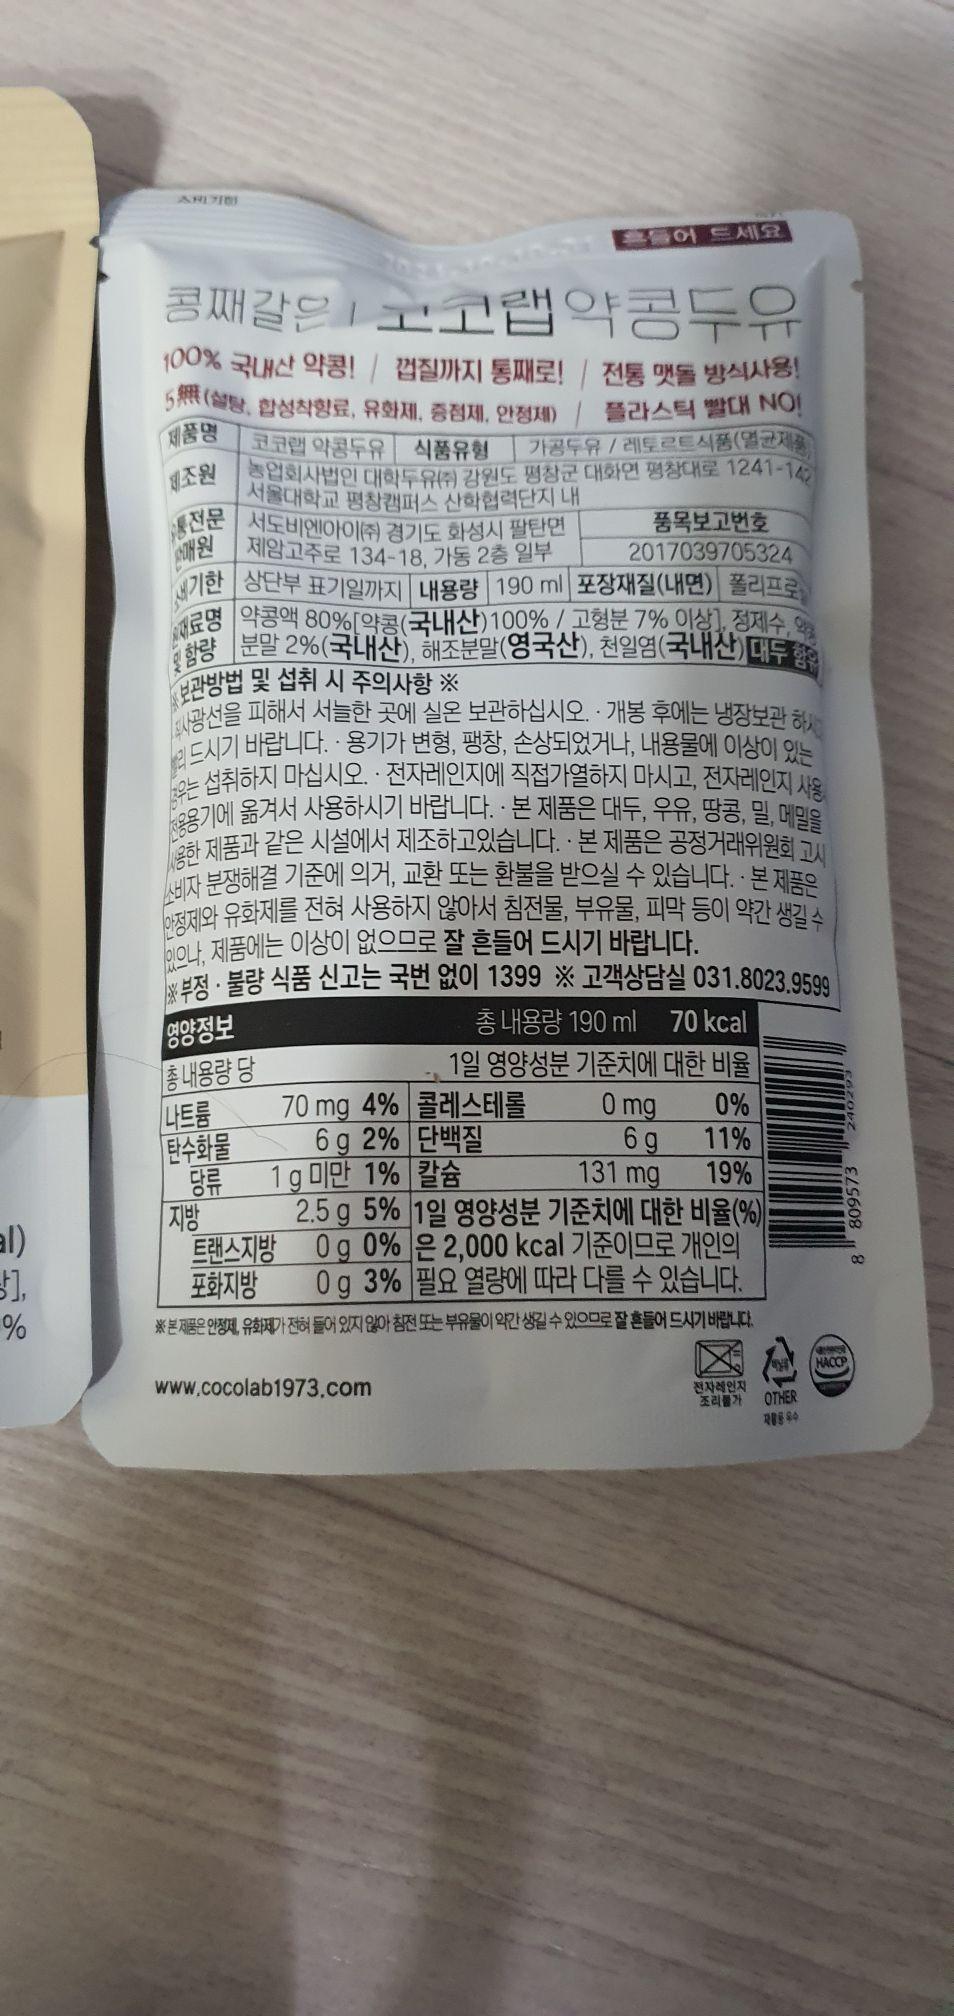 흔들어 드세요
콩째갈은 | 코코랩 약콩두유
100% 국내산 약콩! / 껍질까지 통째로! / 전통 맷돌 방식사용!
5無(설탕, 합성착향료, 유화제, 증점제, 안정제) / 플라스틱 빨대 NO!
제품명 코코랩 약콩두유 식품유형 가공두유 / 레토르트식품(멸균제품)
제조원 농업회사법인 대학두유㈜ 강원도 평창군 대화면 평창대로 1241-142
서울대학교 평창캠퍼스 산학협력단지 내
서도비엔아이㈜ 경기도 화성시 팔탄면 품목보고번호
제암고주로 134-18, 가동 2층 일부 2017039705324
상단부 표기일까지 내용량 190 ml 포장재질(내면)
약콩액 80%[약콩(국내산)100% / 고형분 7% 이상], 정제수,
및 함량 분말 2%(국내산), 해조분말(영국산), 천일염(국내산) 대두 함유
※ 보관방법 및 섭취 시 주의사항 ※
직사광선을 피해서 서늘한 곳에 실온 보관하십시오. · 개봉 후에는 냉장보관
드시기 바랍니다. · 용기가 변형, 팽창, 손상되었거나, 내용물에 이상이 있는
경우는 섭취하지 마십시오. · 전자레인지에 직접가열하지 마시고, 전자레인지
전용용기에 옮겨서 사용하시기 바랍니다. · 본 제품은 대두, 우유, 땅콩, 밀, 메밀을
사용한 제품과 같은 시설에서 제조하고있습니다. · 본 제품은 공정거래위원회 고시
소비자 분쟁해결 기준에 의거, 교환 또는 환불을 받으실 수 있습니다. · 본 제품은
안정제와 유화제를 전혀 사용하지 않아서 침전물, 부유물, 피막 등이 약간 생길 수
있으나, 제품에는 이상이 없으므로 잘 흔들어 드시기 바랍니다.
※ 부정 · 불량 식품 신고는 국번 없이 1399 ※ 고객상담실 031.8023.9599
영양정보 총 내용량 190 ml 70 kcal
총 내용량 당 1일 영양성분 기준치에 대한 비율
나트륨 70 mg 4% 콜레스테롤 0 mg 0%
탄수화물 6 g 2% 단백질 6 g 11%
당류 1 g 미만 1% 칼슘 131 mg 19%
지방 2.5 g 5% 1일 영양성분 기준치에 대한 비율(%)
트랜스지방 0 g 0% 은 2,000 kcal 기준이므로 개인의
포화지방 0 g 3% 필요 열량에 따라 다를 수 있습니다.
8 809573 240293
※ 본 제품은 안정제, 유화제가 전혀 들어 있지 않아 침전 또는 부유물이 약간 생길 수 있으므로 잘 흔들어 드시기 바랍니다.
www.cocolab1973.com
전자레인지
조리불가
OTHER
재활용 우수
HACCP